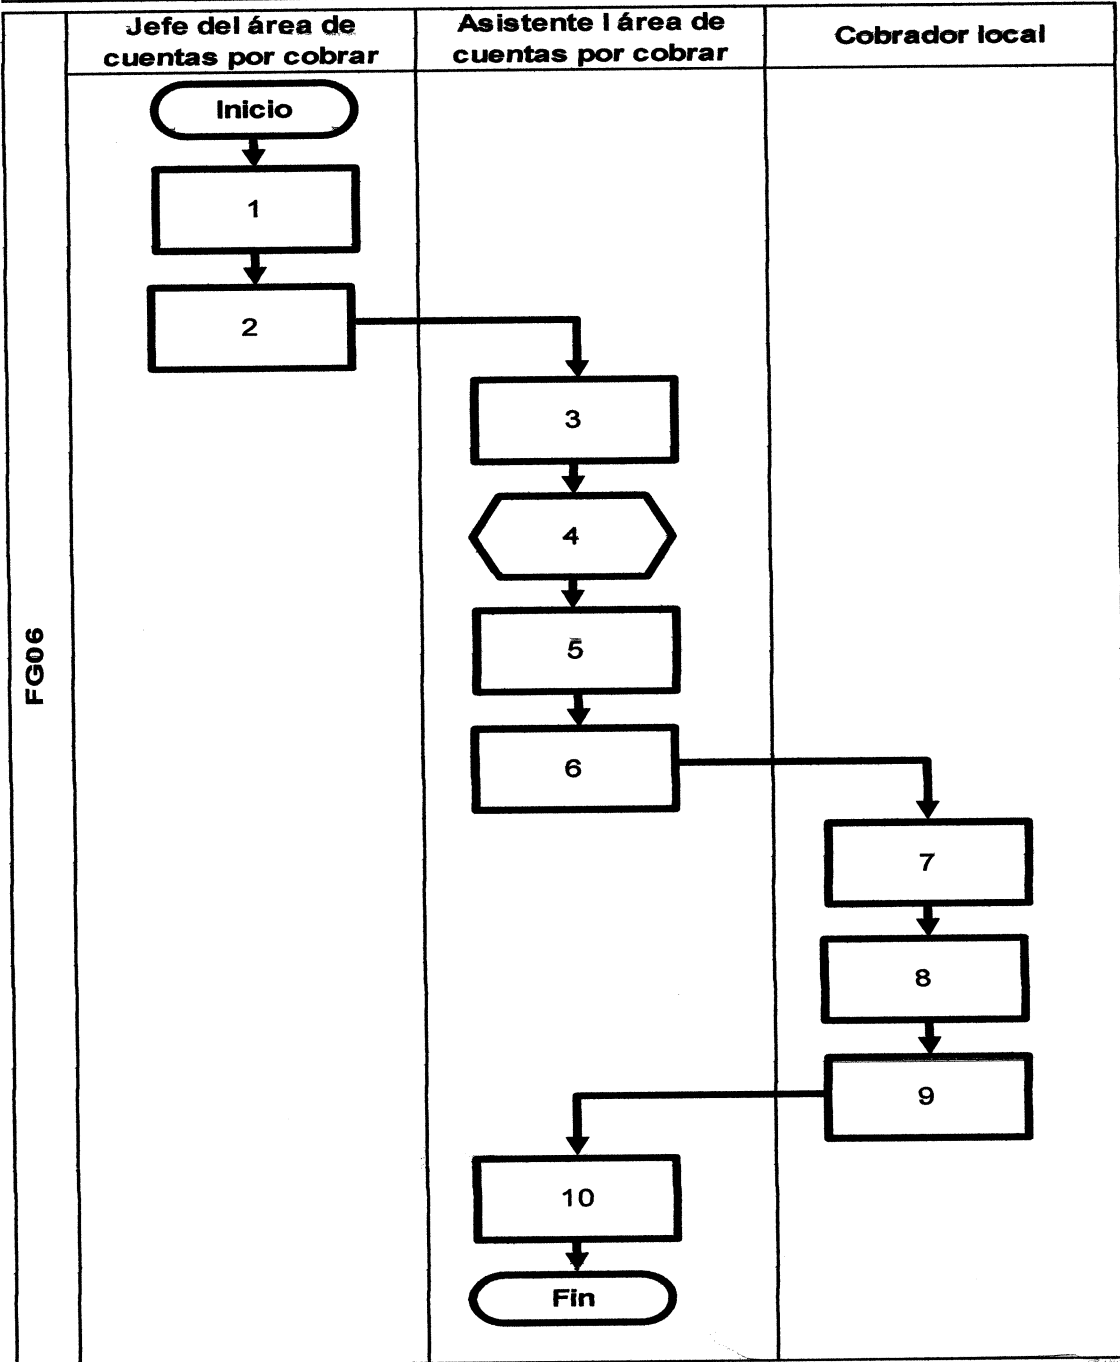 Jefe del área de
cuentas por cobrar
Asistente I área de
cuentas por cobrar
Cobrador local
FG06
Inicio
1
2
3
4
5
6
7
8
9
10
Fin